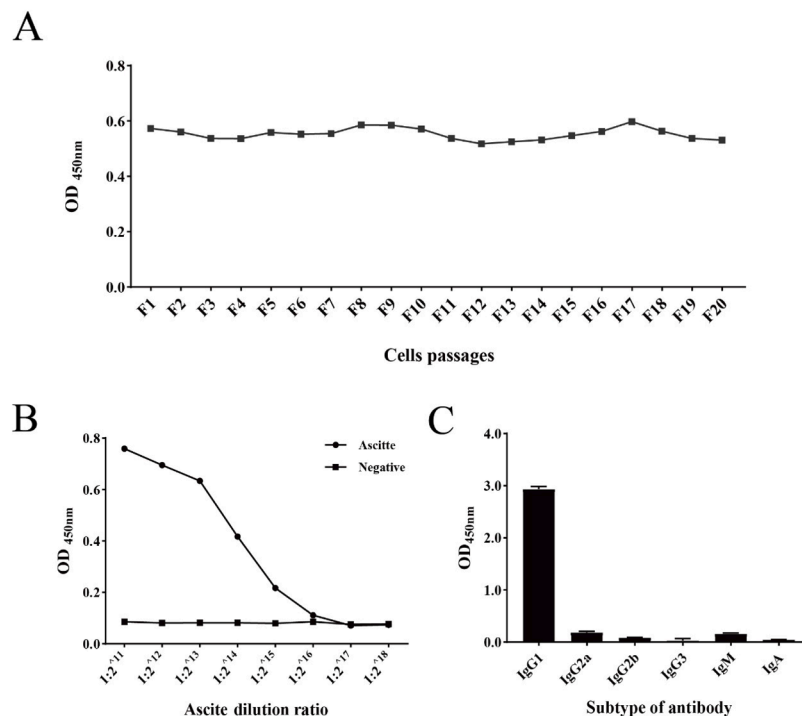 A
0.8
0.6
0.4
0.2
0.0
OD 450nm
F1 F2 F3 F4 F5 F6 F7 F8 F9 F10 F11 F12 F13 F14 F15 F16 F17 F18 F19 F20
Cells passages
B
0.8
0.6
0.4
0.2
0.0
OD 450nm
Ascitte
Negative
1:2^11 1:2^12 1:2^13 1:2^14 1:2^15 1:2^16 1:2^17 1:2^18
Ascite dilution ratio
C
4.0
3.0
2.0
1.0
0.0
OD450nm
IgG1 IgG2a IgG2b IgG3 IgM IgA
Subtype of antibody